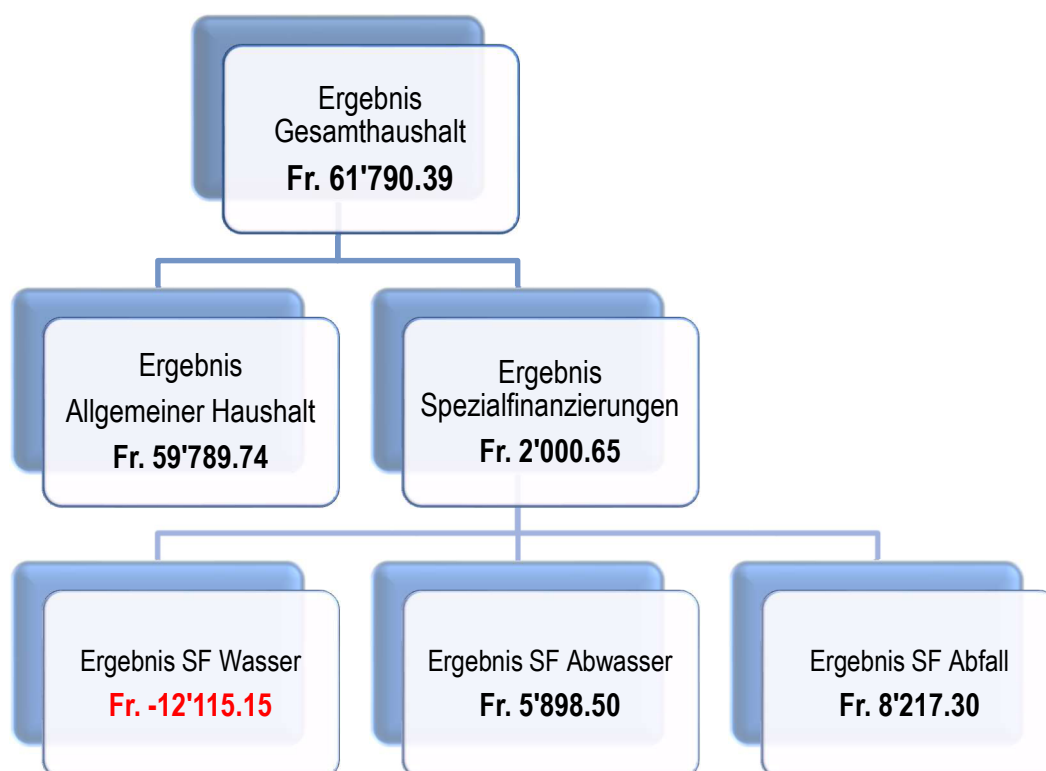 Ergebnis
Gesamthaushalt
Fr. 61'790.39
Ergebnis
Allgemeiner Haushalt
Fr. 59'789.74
Ergebnis
Spezialfinanzierungen
Fr. 2'000.65
Ergebnis SF Wasser
Fr. -12'115.15
Ergebnis SF Abwasser
Fr. 5'898.50
Ergebnis SF Abfall
Fr. 8'217.30